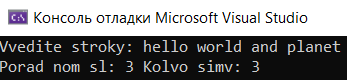 Консоль отладки Microsoft Visual Studio
Vvedite stroky: hello world and planet
Porad nom sl: 3 Kolvo simv: 3